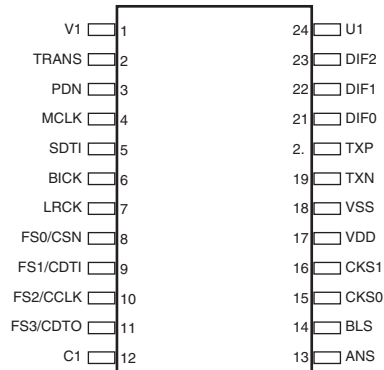 V1 1 24 U1
TRANS 2 23 DIF2
PDN 3 22 DIF1
MCLK 4 21 DIF0
SDTI 5 2. TXP
BICK 6 19 TXN
LRCK 7 18 VSS
FS0/CSN 8 17 VDD
FS1/CDTI 9 16 CKS1
FS2/CCLK 10 15 CKS0
FS3/CDTO 11 14 BLS
C1 12 13 ANS